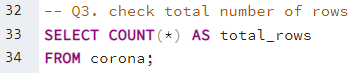 32 -- Q3. check total number of rows
33 SELECT COUNT(*) AS total_rows
34 FROM corona;